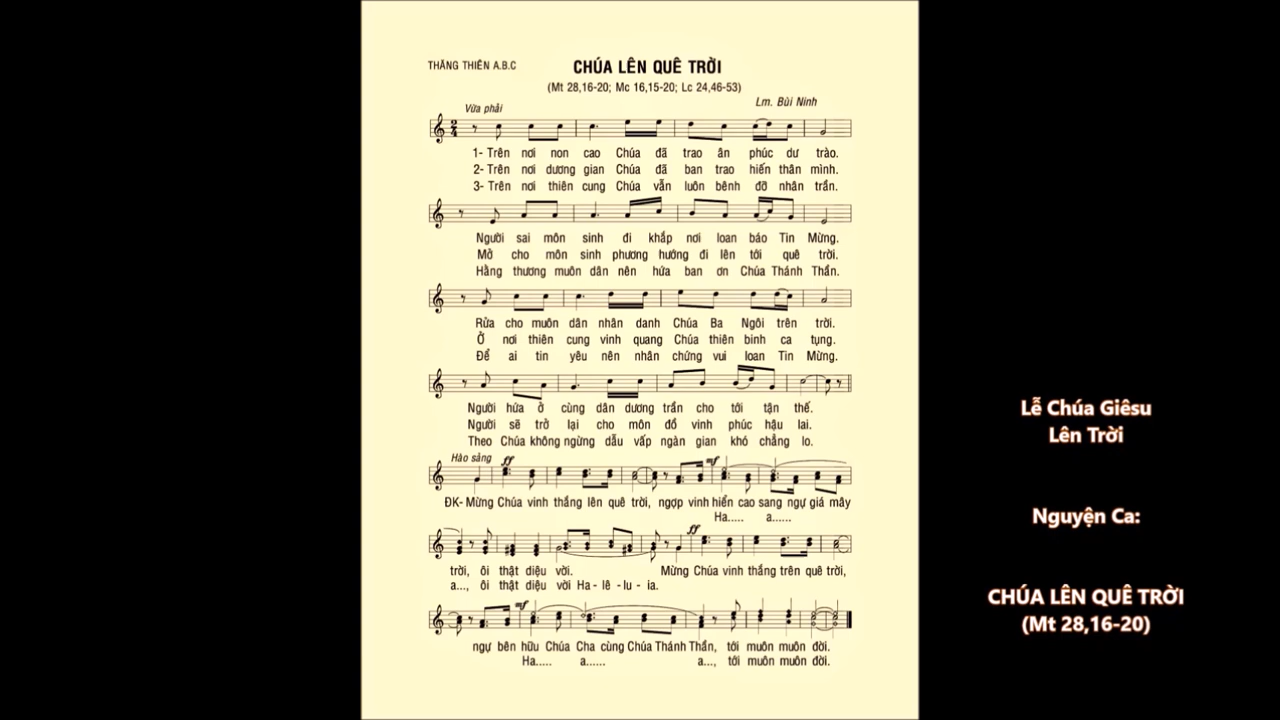 THĂNG THIÊN A.B.C
CHÚA LÊN QUÊ TRỜI
(Mt 28,16-20; Mc 16,15-20; Lc 24,46-53)
Lm. Bùi Ninh
Vừa phải
1- Trên nơi non cao Chúa đã trao ân phúc dư trào.
2- Trên nơi dương gian Chúa đã ban trao hiến thân mình.
3- Trên nơi thiên cung Chúa vẫn luôn bênh đỡ nhân trần.
Người sai môn sinh đi khắp nơi loan báo Tin Mừng.
Mở cho môn sinh phương hướng đi lên tới quê trời.
Hằng thương muôn dân nên hứa ban ơn Chúa Thánh Thần.
Rửa cho muôn dân nhân danh Chúa Ba Ngôi trên trời.
Ở nơi thiên cung vinh quang Chúa thiên binh ca tụng.
Để ai tin yêu nên nhân chứng vui loan Tin Mừng.
Người hứa ở cùng dân dương trần cho tới tận thế.
Người sẽ trở lại cho môn đồ vinh phúc hậu lai.
Theo Chúa không ngừng dẫu vấp ngàn gian khó chẳng lo.
Hào sảng ff mf
ĐK- Mừng Chúa vinh thắng lên quê trời, ngợp vinh hiển cao sang ngự giá mây
Ha..... a......
ff
trời, ôi thật diệu vời. Mừng Chúa vinh thắng trên quê trời,
a..., ôi thật diệu vời Ha - lê - lu - ia.
mf
ngự bên hữu Chúa Cha cùng Chúa Thánh Thần, tới muôn muôn đời.
Ha..... a...... a..., tới muôn muôn đời.
Lễ Chúa Giêsu
Lên Trời
Nguyện Ca:
CHÚA LÊN QUÊ TRỜI
(Mt 28,16-20)